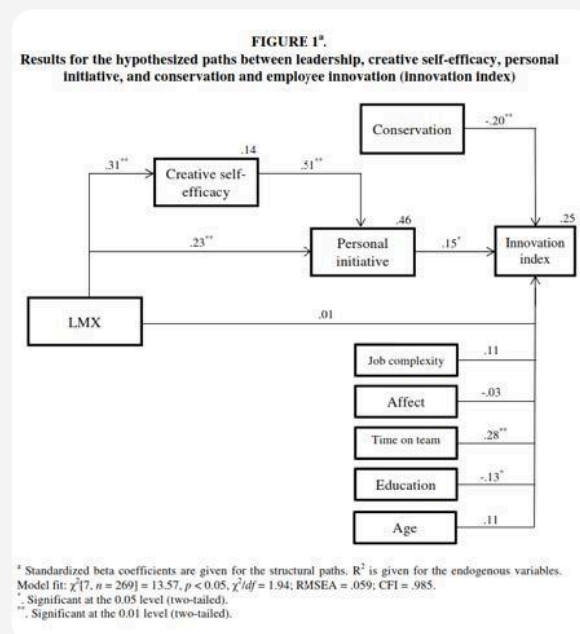 FIGURE 1ª.
Results for the hypothesized paths between leadership, creative self-efficacy, personal
initiative, and conservation and employee innovation (innovation index)
Conservation
-.20**
.14
.31**
Creative self-
efficacy
.51**
.46
.25
.23**
Personal
initiative
.15*
Innovation
index
LMX
.01
Job complexity
.11
Affect
-.03
Time on team
.28**
Education
-.13*
Age
.11
ª Standardized beta coefficients are given for the structural paths. R² is given for the endogenous variables.
Model fit: χ²[7, n = 269] = 13.57, p < 0.05, χ²/df = 1.94; RMSEA = .059; CFI = .985.
*. Significant at the 0.05 level (two-tailed).
**. Significant at the 0.01 level (two-tailed).